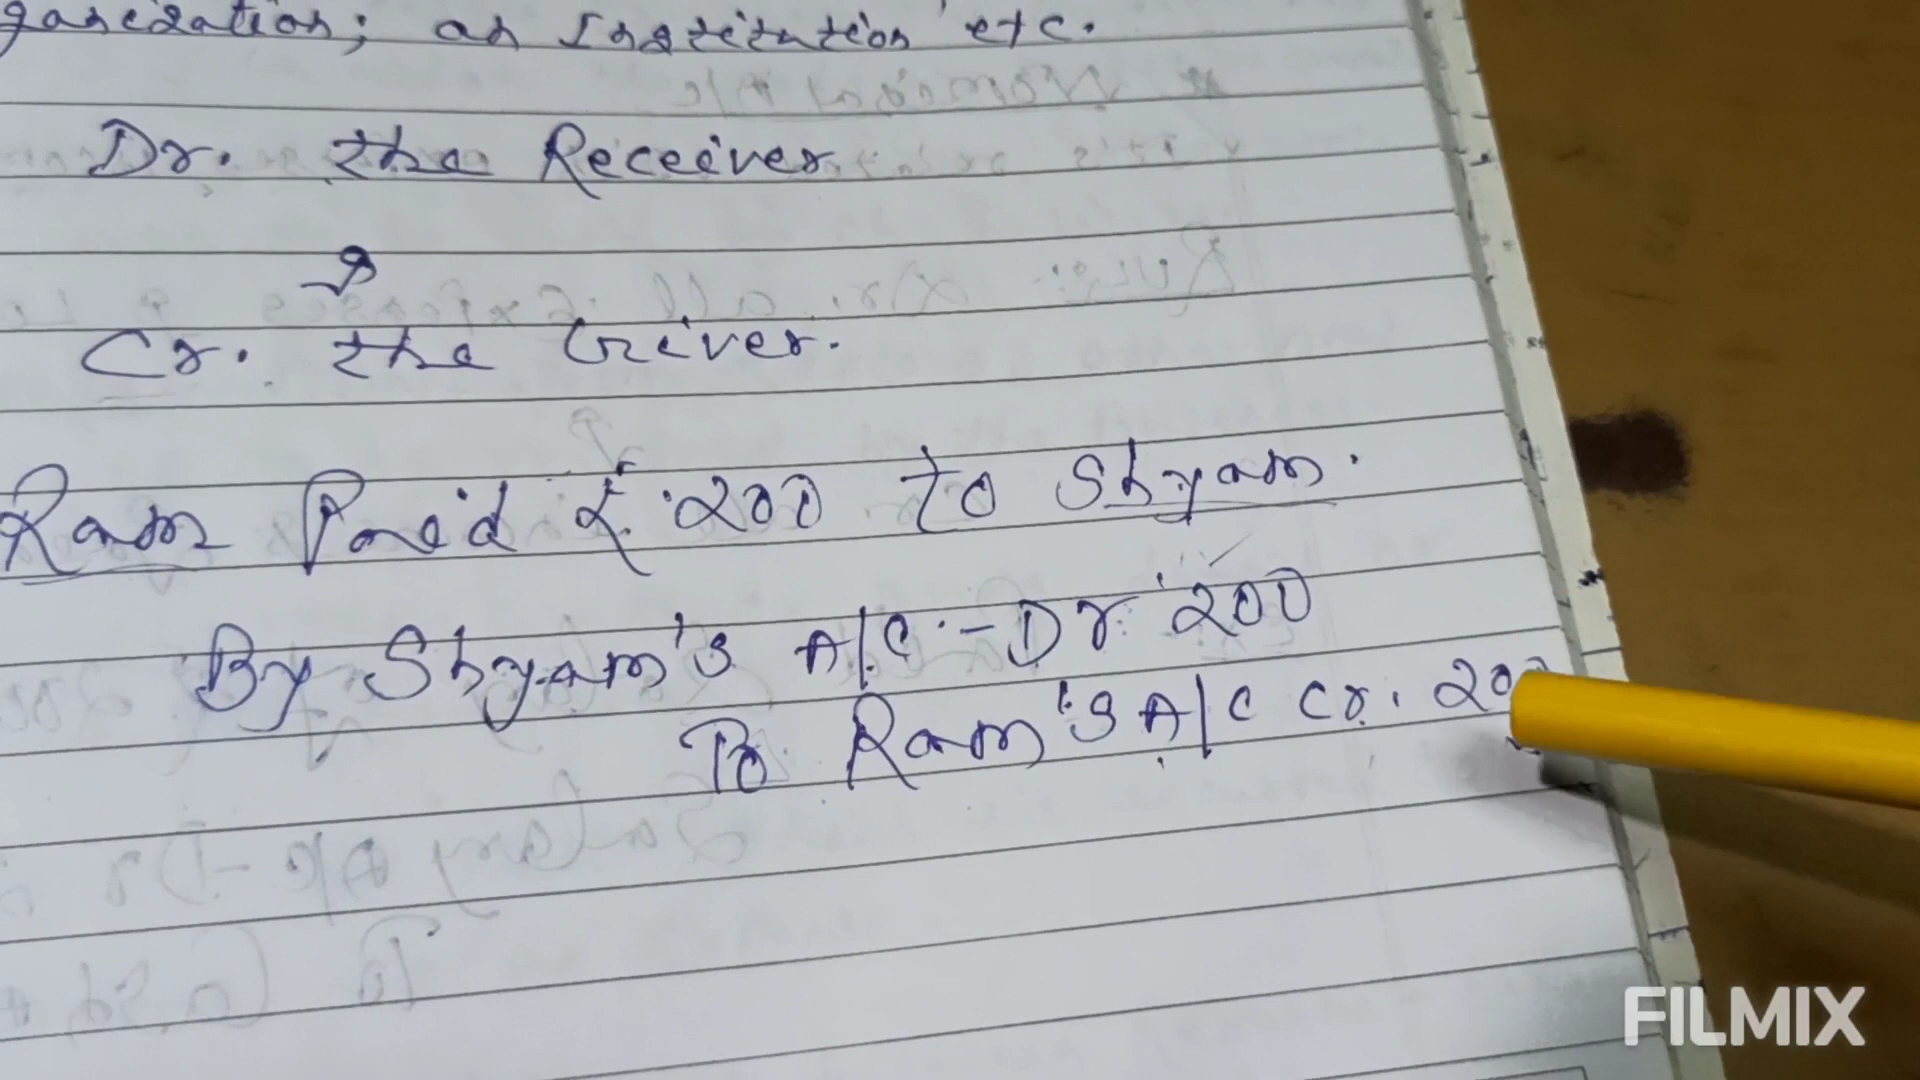 ganization; an Institution etc.
Dr. the Receiver
Cr. the Giver.
Ram Paid ₹ 200 to Shyam.
By Shyam's A/C - Dr 200
To Ram's A/C Cr. 200
FILMIX